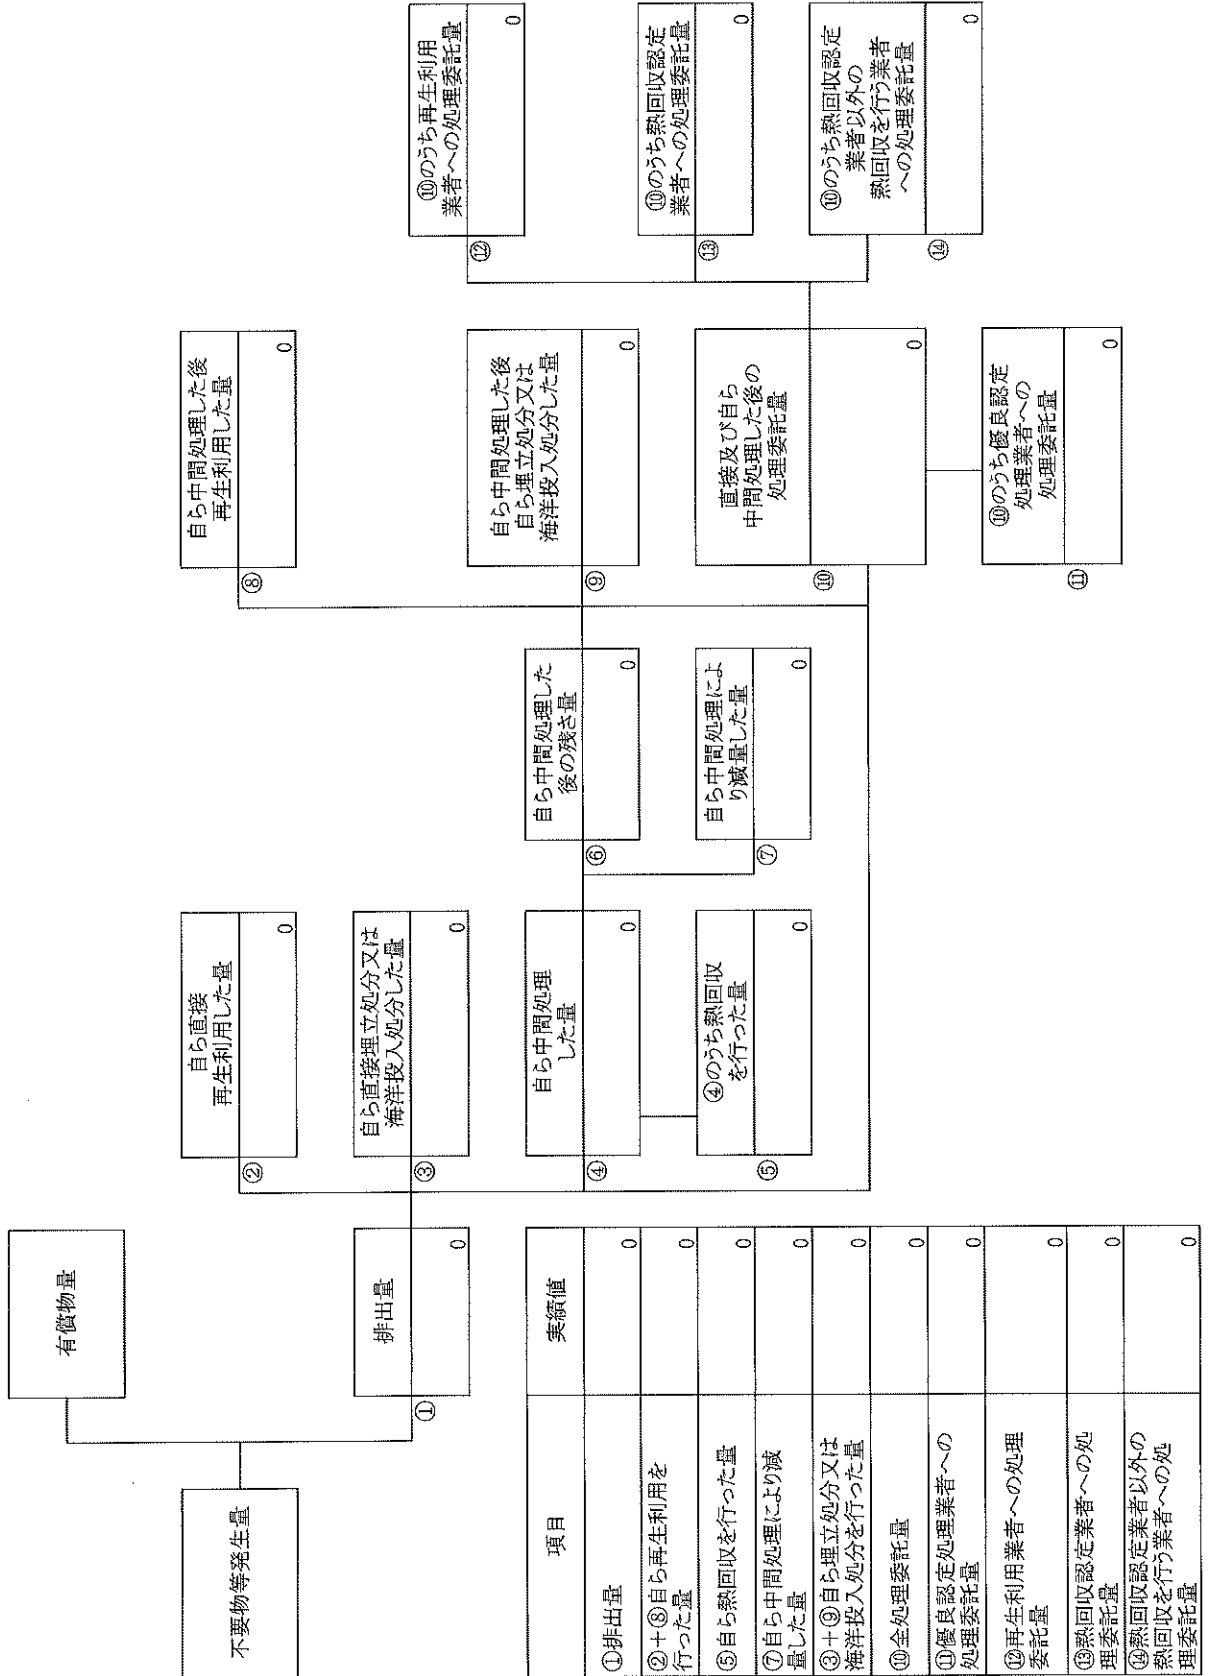 有償物量
不要物等発生量
排出量
①
0
自ら直接
再生利用した量
②
0
自ら直接埋立処分又は
海洋投入処分した量
③
0
自ら中間処理
した量
④
0
④のうち熱回収
を行った量
⑤
0
自ら中間処理した
後の残さ量
⑥
0
自ら中間処理によ
り減量した量
⑦
0
自ら中間処理した後
再生利用した量
⑧
0
自ら中間処理した後
自ら埋立処分又は
海洋投入処分した量
⑨
0
直接及び自ら
中間処理した後の
処理委託量
⑩
0
⑩のうち優良認定
処理業者への
処理委託量
⑪
0
⑩のうち再生利用
業者への処理委託量
⑫
0
⑩のうち熱回収認定
業者への処理委託量
⑬
0
⑩のうち熱回収認定
業者以外の
熱回収を行う業者
への処理委託量
⑭
0
項目
実績値
①排出量
0
②+⑧自ら再生利用を
行った量
0
⑤自ら熱回収を行った量
0
⑦自ら中間処理により減
量した量
0
③+⑨自ら埋立処分又は
海洋投入処分を行った量
0
⑩全処理委託量
0
⑪優良認定処理業者への
処理委託量
0
⑫再生利用業者への処理
委託量
0
⑬熱回収認定業者への処
理委託量
0
⑭熱回収認定業者以外の
熱回収を行う業者への処
理委託量
0